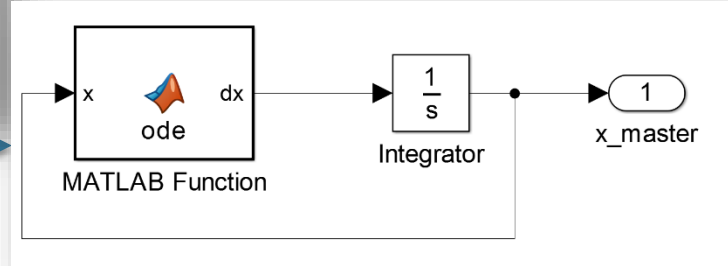 x
dx
ode
MATLAB Function
1
s
Integrator
1
x_master